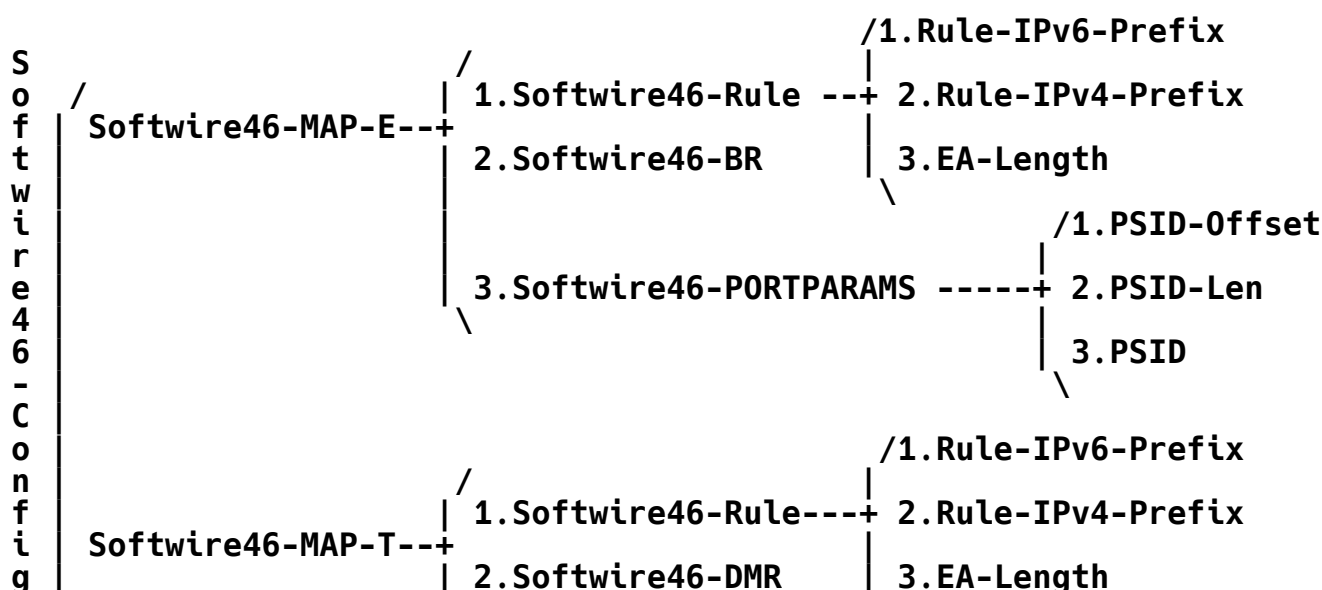 /1.Rule-IPv6-Prefix
S                    /                  |
o  /                | 1.Softwire46-Rule --+ 2.Rule-IPv4-Prefix
f | Softwire46-MAP-E--+                   |
t |                 | 2.Softwire46-BR     | 3.EA-Length
w |                 |                      \
i |                 |                              /1.PSID-Offset
r |                 |                             |
e |                 | 3.Softwire46-PORTPARAMS -----+ 2.PSID-Len
4 |                  \                            |
6 |                                               | 3.PSID
- |                                                \
C |
o |                                        /1.Rule-IPv6-Prefix
n |                  /                    |
f |                 | 1.Softwire46-Rule---+ 2.Rule-IPv4-Prefix
i | Softwire46-MAP-T--+                   |
g |                 | 2.Softwire46-DMR    | 3.EA-Length